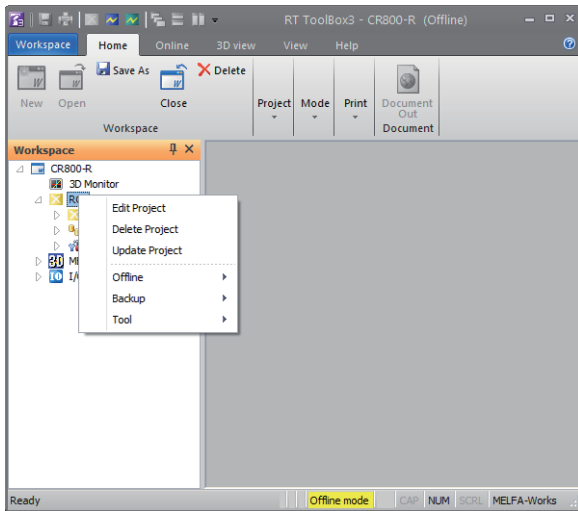 RT ToolBox3 - CR800-R (Offline)
Workspace Home Online 3D view View Help
Save As Delete
New Open Close Project Mode Print Document Out
Workspace Document
Workspace
CR800-R
3D Monitor
Edit Project
Delete Project
Update Project
Offline
Backup
Tool
Ready Offline mode CAP NUM SCRL MELFA-Works